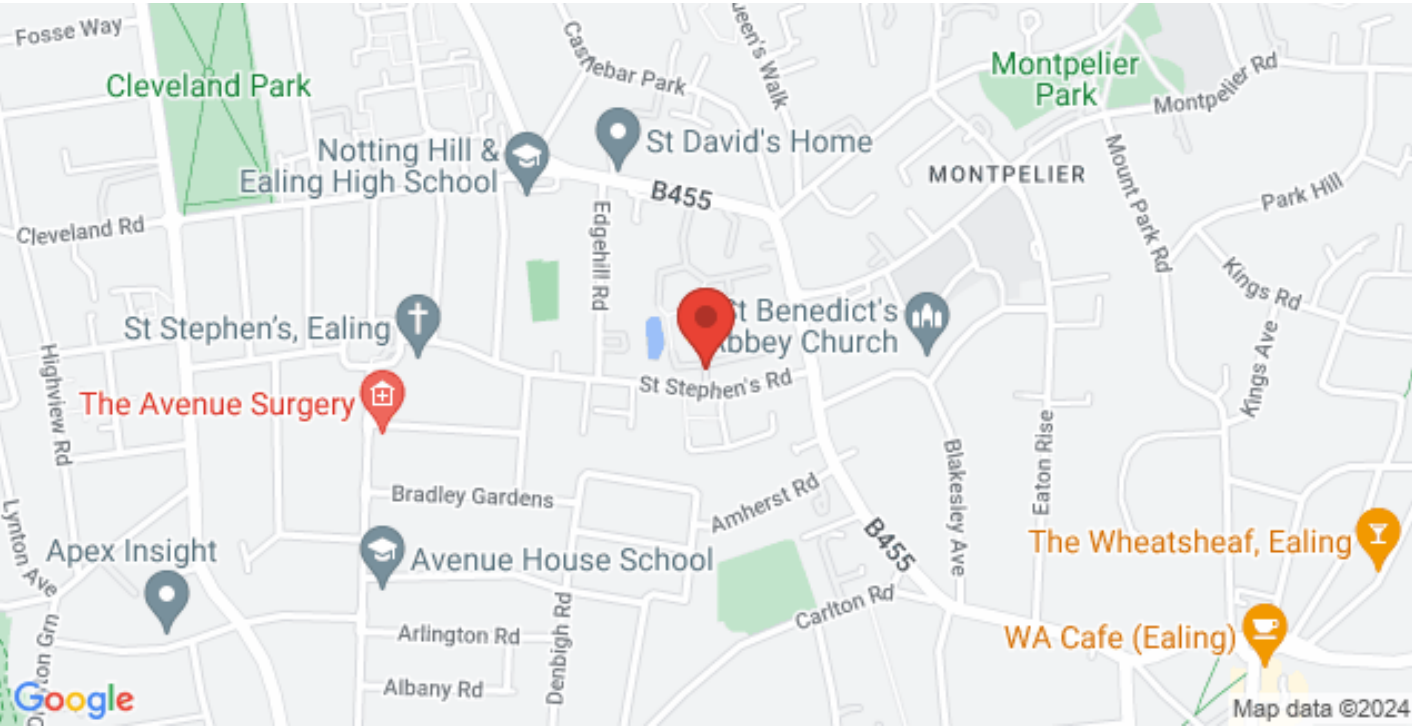 Fosse Way
Cleveland Park
Castlebar Park
Queen's Walk
Montpelier
Park
Montpelier Rd
Notting Hill &
Ealing High School
St David's Home
MONTPELIER
Mount Park Rd
Park Hill
B455
Cleveland Rd
Edgehill Rd
Kings Rd
St Stephen's, Ealing
St Benedict's
Abbey Church
Highview Rd
St Stephen's Rd
Kings Ave
The Avenue Surgery
Blakesley Ave
Eaton Rise
Bradley Gardens
Amherst Rd
Lynton Ave
Apex Insight
Avenue House School
B455
The Wheatsheaf, Ealing
Carlton Rd
Denbigh Rd
Arlington Rd
WA Cafe (Ealing)
Albany Rd
Google
Map data ©2024